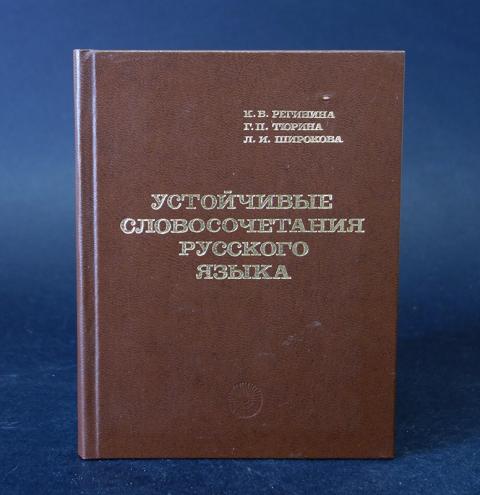 К. В. РЕГИНИНА
Г. П. ТЮРИНА
Л. И. ШИРОКОВА
УСТОЙЧИВЫЕ
СЛОВОСОЧЕТАНИЯ
РУССКОГО
ЯЗЫКА